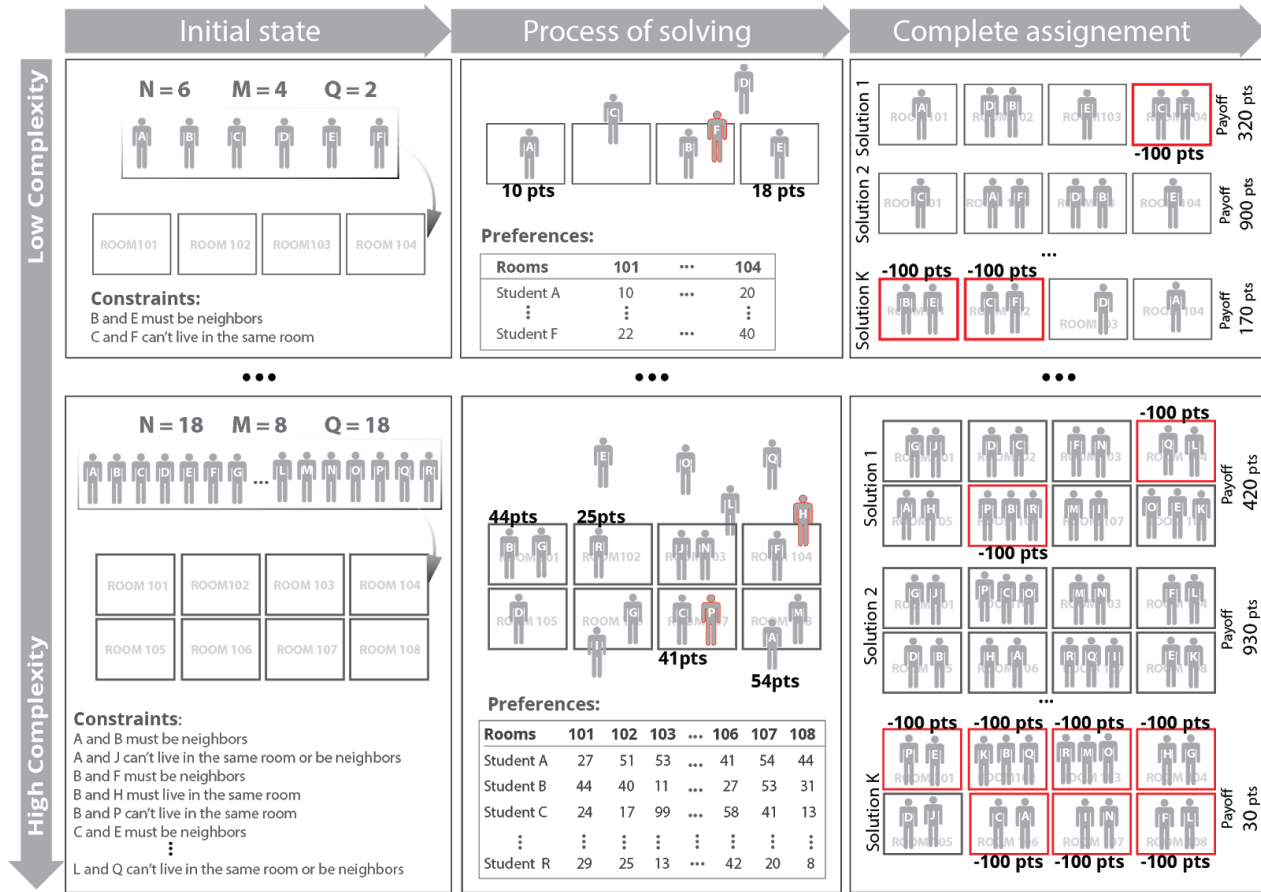 Initial state
Process of solving
Complete assignement
Low Complexity
N = 6 M = 4 Q = 2
A B C D E F
ROOM101 ROOM 102 ROOM103 ROOM 104
Constraints:
B and E must be neighbors
C and F can't live in the same room
D
C
F
A B E
10 pts 18 pts
Preferences:
Rooms 101 ... 104
Student A 10 ... 20
Student F 22 ... 40
Solution 1
A D B E C F
ROOM103
-100 pts
Payoff
320 pts
Solution 2
C A F D B E
Payoff
900 pts
...
Solution K
-100 pts -100 pts
B E C F D A
Payoff
170 pts
... ... ...
High Complexity
N = 18 M = 8 Q = 18
A B C D E F G ... L M N O P Q R
ROOM 101 ROOM102 ROOM 103 ROOM 104
ROOM 105 ROOM 106 ROOM 107 ROOM 108
Constraints:
A and B must be neighbors
A and J can't live in the same room or be neighbors
B and F must be neighbors
B and H must live in the same room
B and P can't live in the same room
C and E must be neighbors
L and Q can't live in the same room or be neighbors
E O Q
L H
44pts 25pts
B G R J N F
ROOM102
D G C P M
ROOM 105
I A
41pts
54pts
Preferences:
Rooms 101 102 103 ... 106 107 108
Student A 27 51 53 ... 41 54 44
Student B 44 40 11 ... 27 53 31
Student C 24 17 99 ... 58 41 13
Student R 29 25 13 ... 42 20 8
Solution 1
-100 pts
G J D C F N Q L
A H P B R M I O E K
-100 pts
Payoff
420 pts
Solution 2
G J P C O M N F L
D B H A R Q I E K
Payoff
930 pts
...
Solution K
-100 pts -100 pts -100 pts -100 pts
P E K B Q R M O H G
D J C A I N F L
-100 pts -100 pts -100 pts
Payoff
30 pts